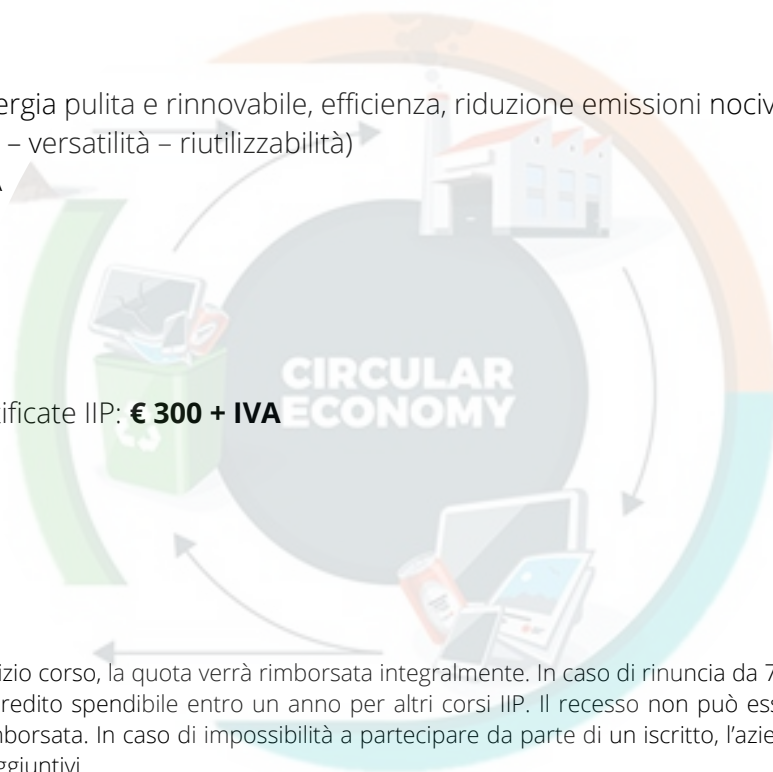 ergia pulita e rinnovabile, efficienza, riduzione emissioni nociv
– versatilità – riutilizzabilità)
CIRCULAR
ECONOMY
ificate IIP: € 300 + IVA
izio corso, la quota verrà rimborsata integralmente. In caso di rinuncia da 7
redito spendibile entro un anno per altri corsi IIP. Il recesso non può ess
nborsata. In caso di impossibilità a partecipare da parte di un iscritto, l’azie
ggiuntivi